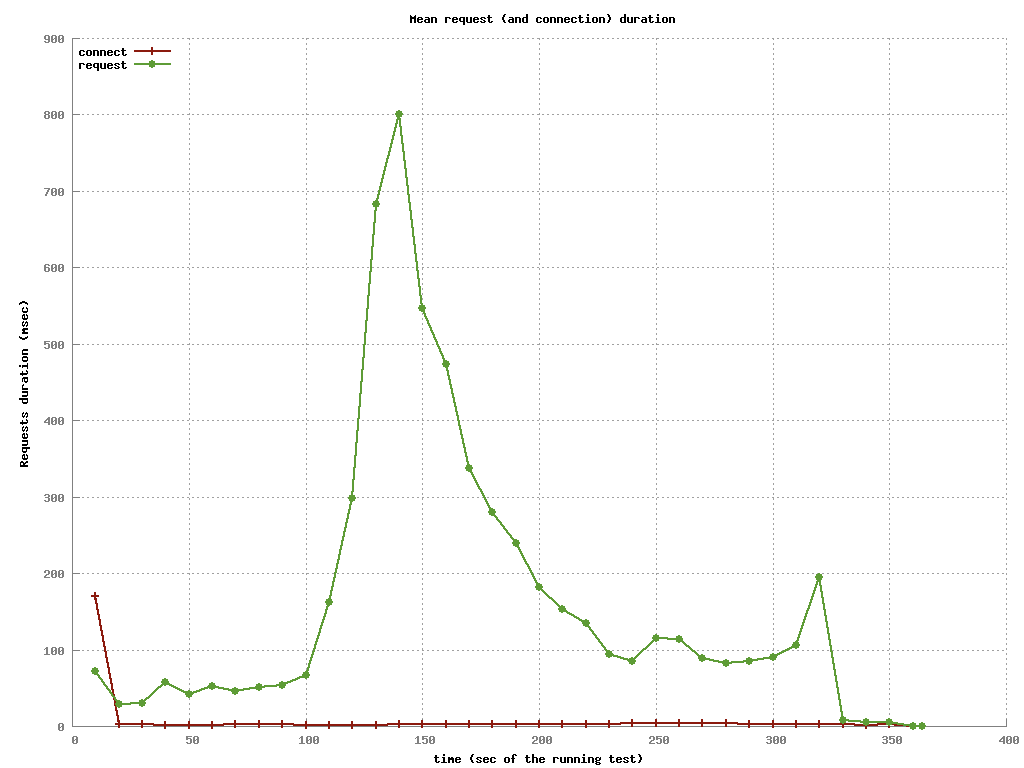 Mean request (and connection) duration
900
connect
request
800
700
600
500
400
300
200
100
0
Requests duration (msec)
0 50 100 150 200 250 300 350 400
time (sec of the running test)